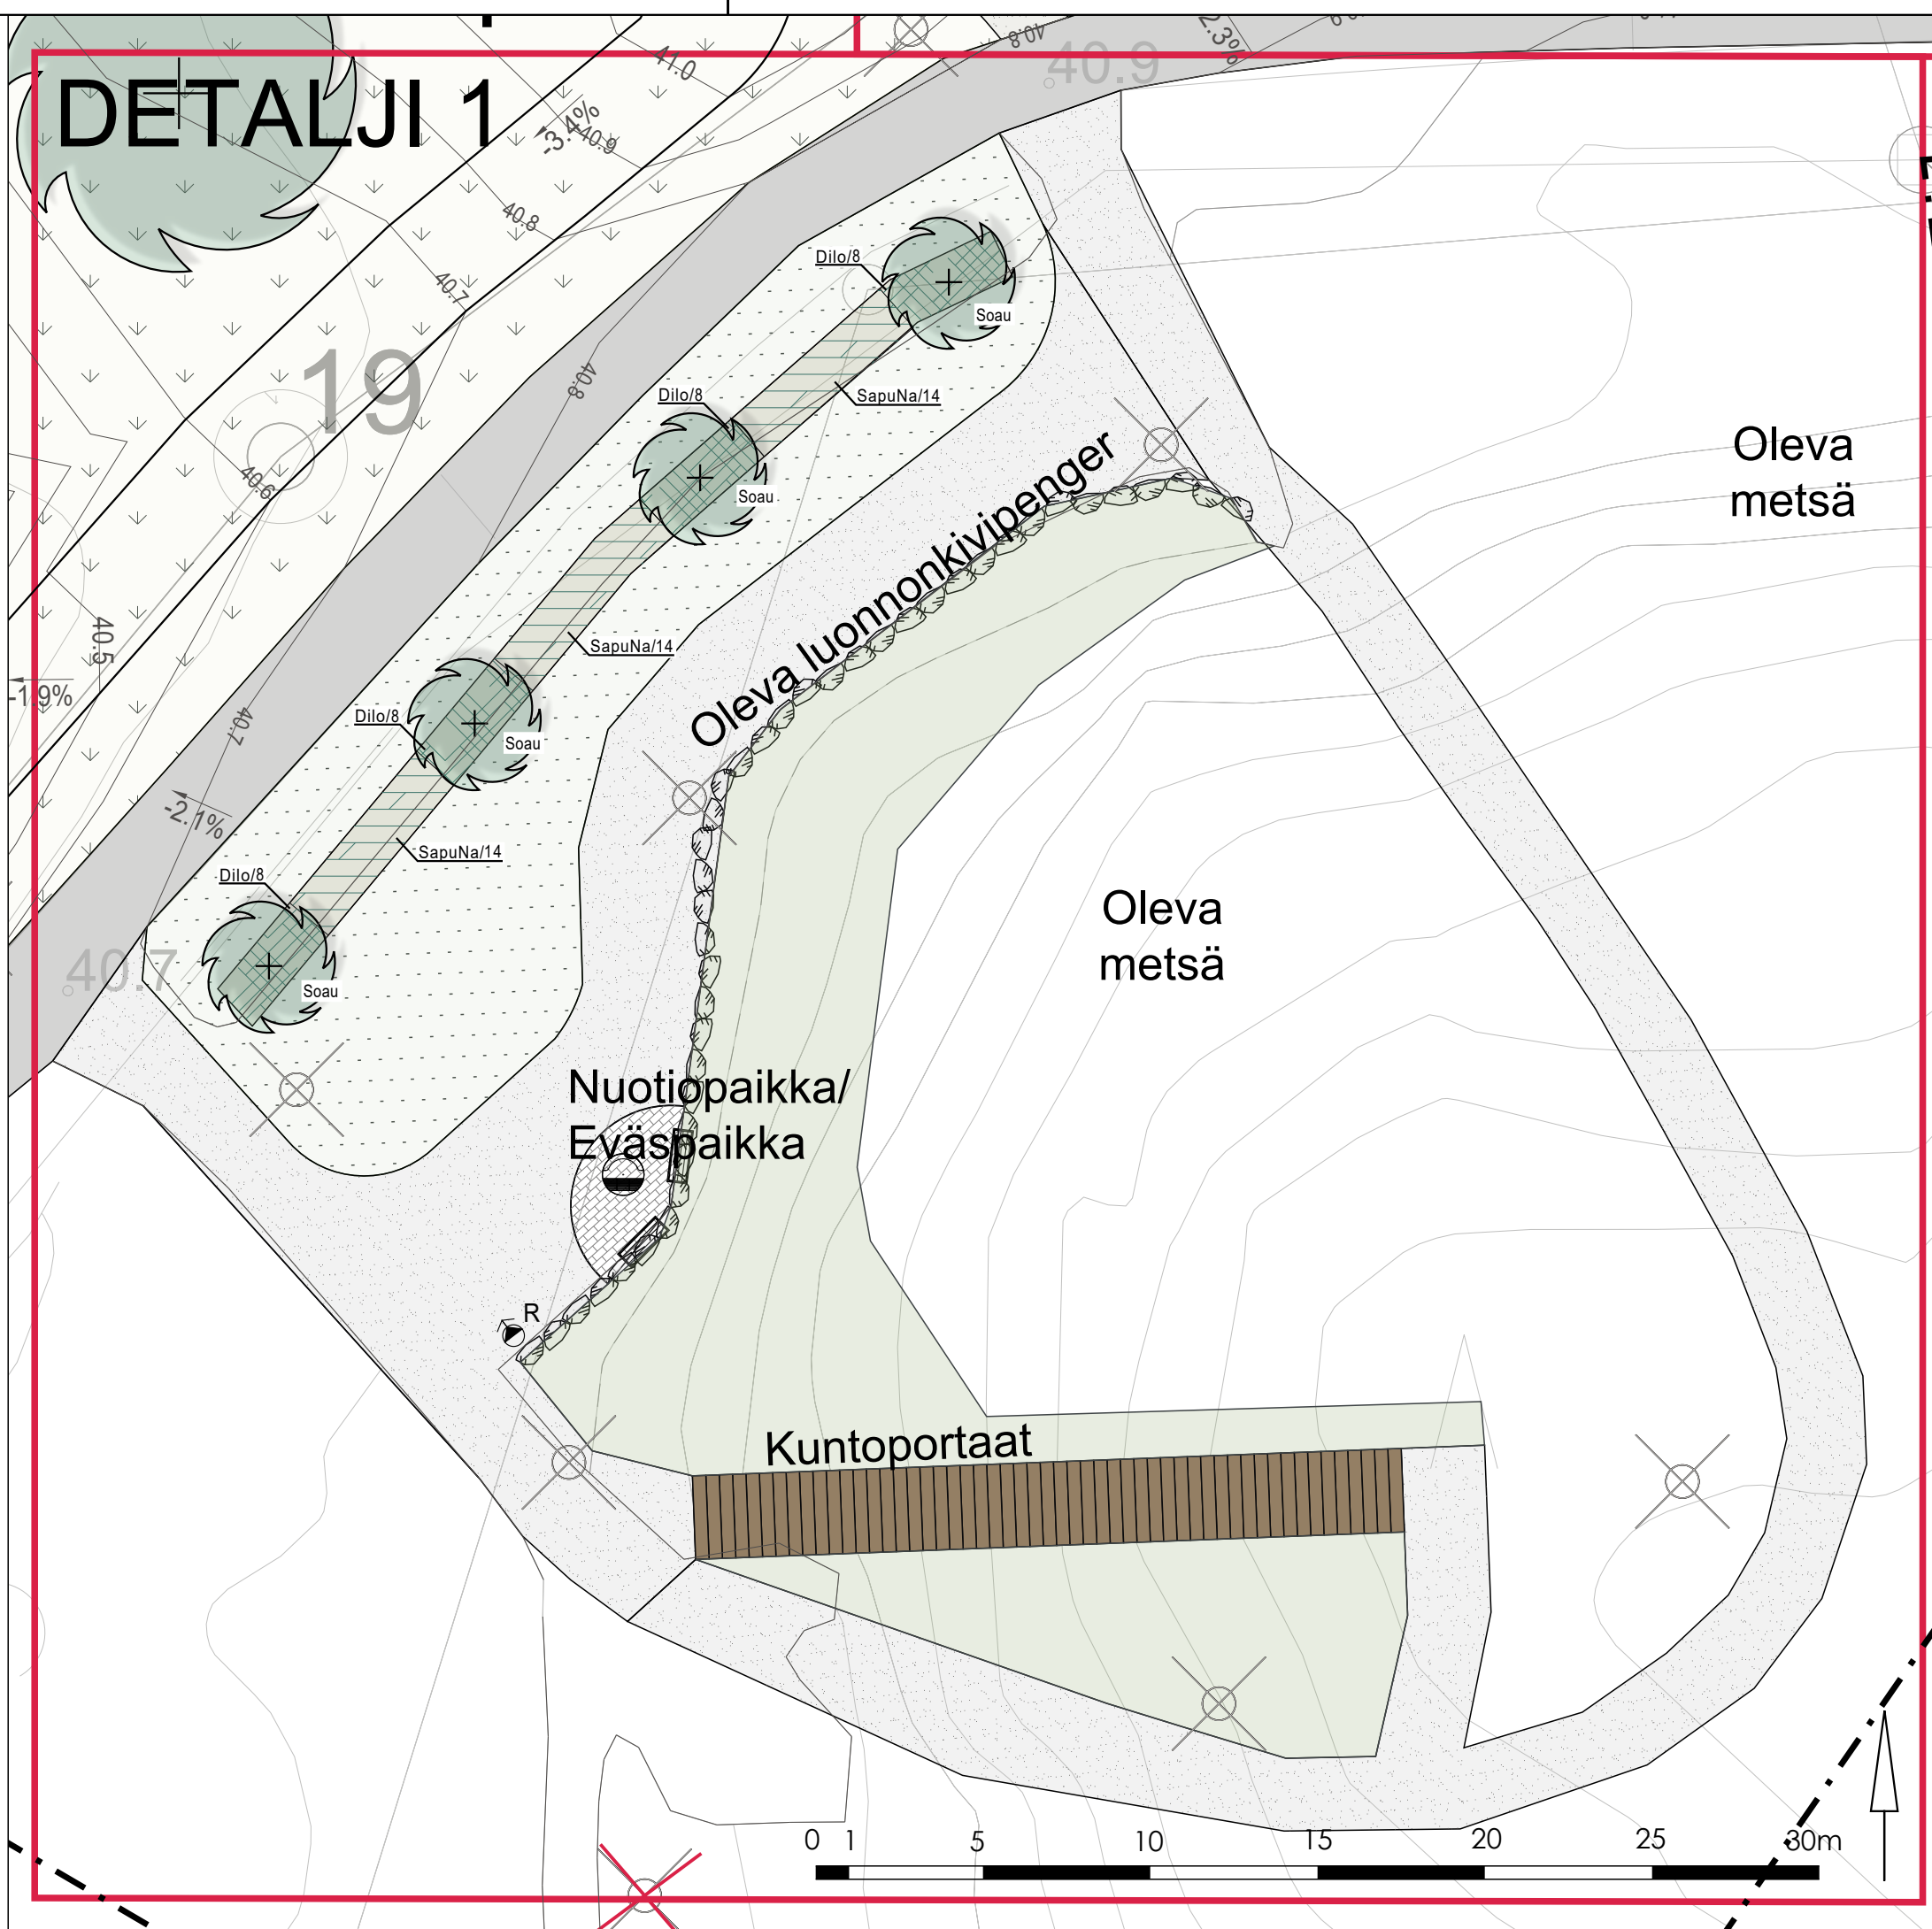 DETALJI 1
41.0
40.8
40.9
2.3%
-3.4%
40.9
40.8
40.7
19
40.8
40.6
40.5
-1.9%
40.7
-2.1%
40.7
Dilo/8
Soau
SapuNa/14
Dilo/8
Soau
SapuNa/14
Dilo/8
Soau
SapuNa/14
Dilo/8
Soau
Oleva luonnonkivipenger
Oleva
metsä
Oleva
metsä
Nuotiopaikka/
Eväspaikka
R
Kuntoportaat
0 1 5 10 15 20 25 30m